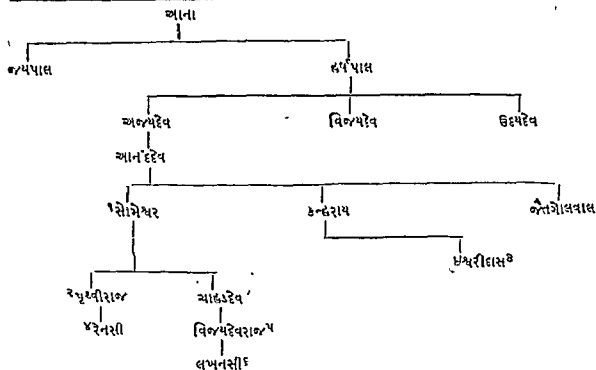 આના
જયપાલ હર્ષપાલ
અજયદેવ વિજયદેવ ઉદયદેવ
આનંદદેવ
૧સોમેશ્વર કન્હરાય જૈતગોલવાલ
ઇશ્વરીદાસ૩
૨પૃથ્વીરાજ ચાહડદેવ
૪રેનસી વિજયદેવરાજ૫
લખનસી૬